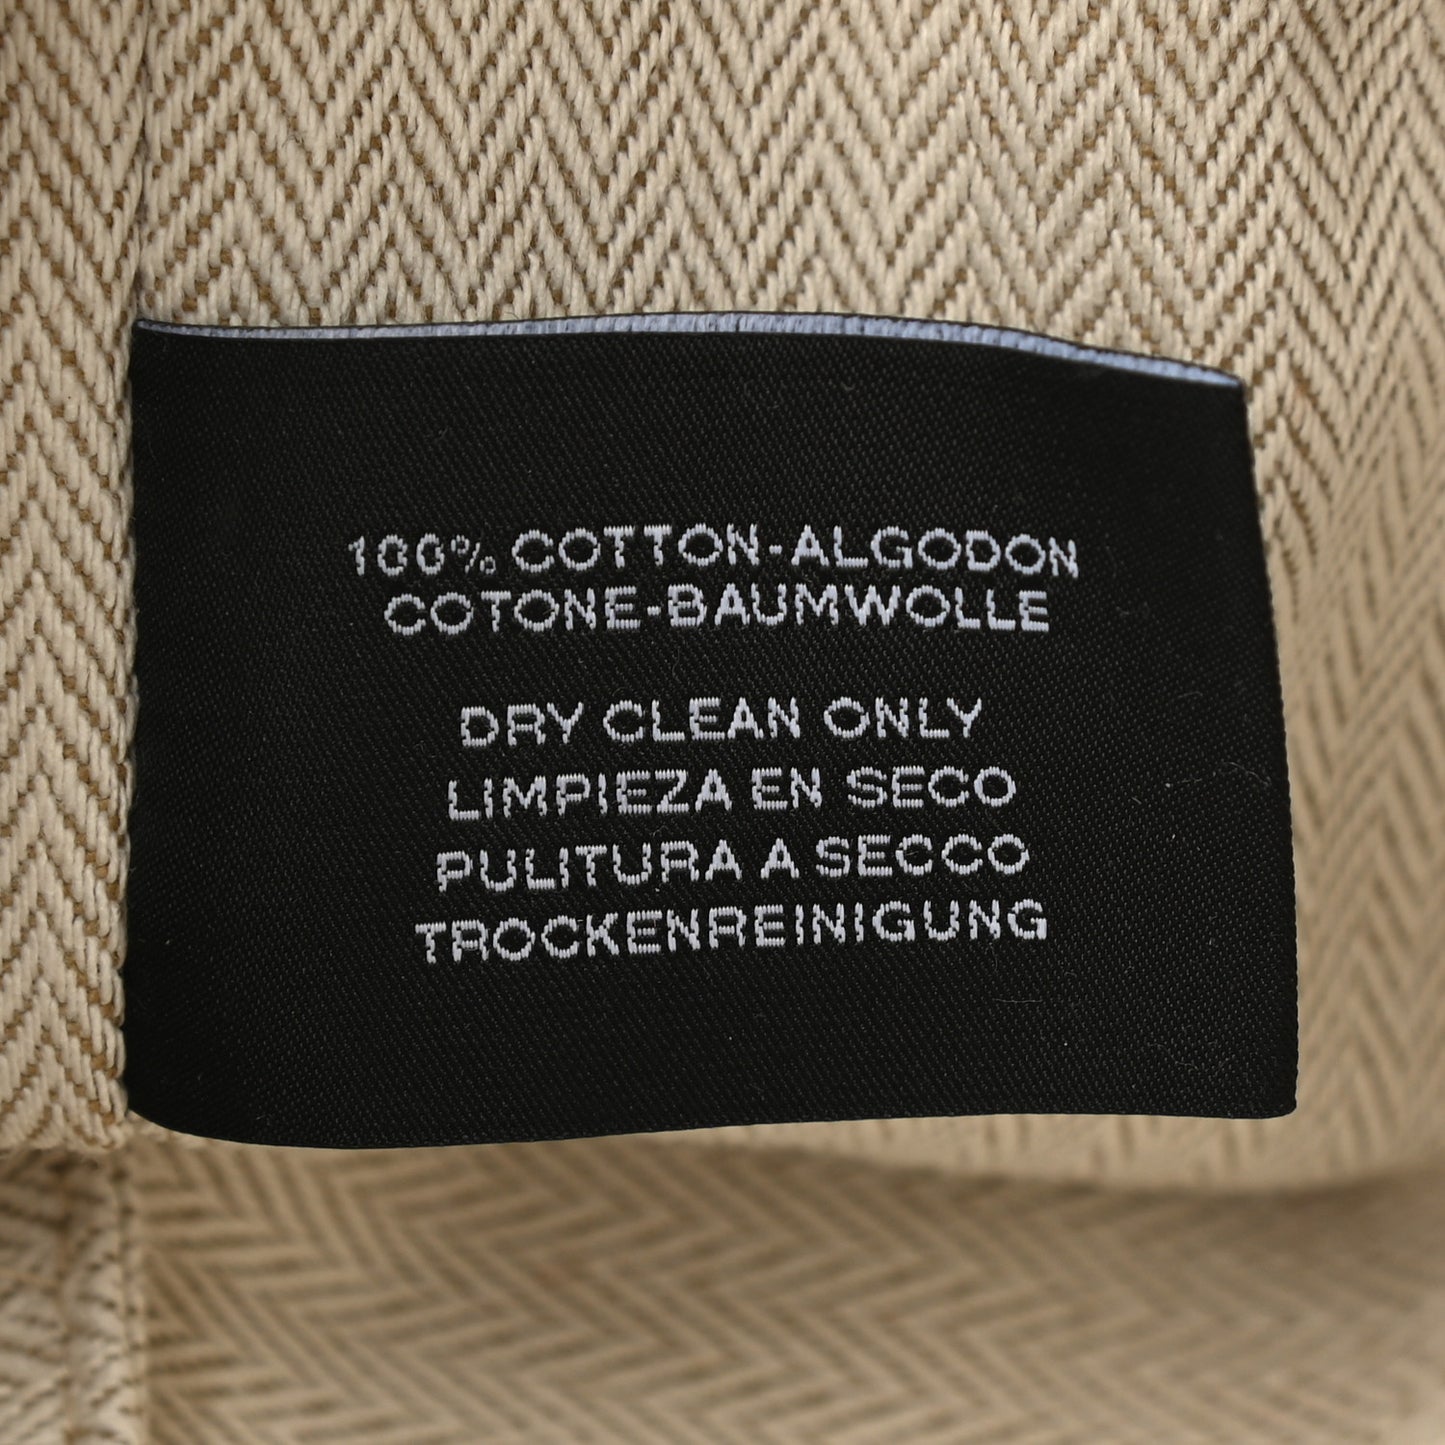 100% COTTON-ALGODON
COTONE-BAUMWOLLE
DRY CLEAN ONLY
LIMPIEZA EN SECO
PULITURA A SECCO
TROCKENREINIGUNG